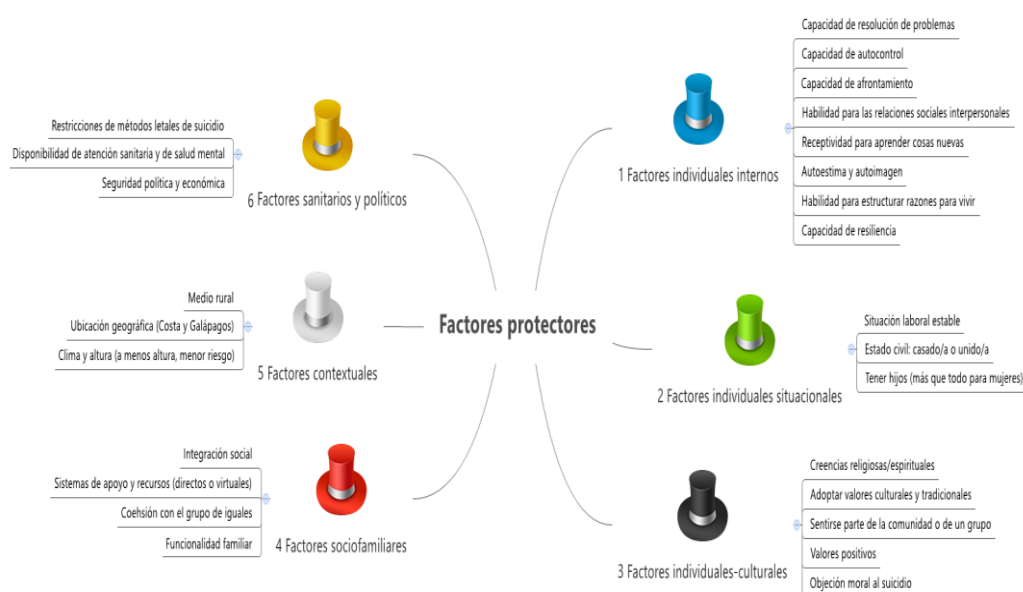 Factores protectores
1 Factores individuales internos
Capacidad de resolución de problemas
Capacidad de autocontrol
Capacidad de afrontamiento
Habilidad para las relaciones sociales interpersonales
Receptividad para aprender cosas nuevas
Autoestima y autoimagen
Habilidad para estructurar razones para vivir
Capacidad de resiliencia
2 Factores individuales situacionales
Situación laboral estable
Estado civil: casado/a o unido/a
Tener hijos (más que todo para mujeres)
3 Factores individuales-culturales
Creencias religiosas/espirituales
Adoptar valores culturales y tradicionales
Sentirse parte de la comunidad o de un grupo
Valores positivos
Objeción moral al suicidio
4 Factores sociofamiliares
Integración social
Sistemas de apoyo y recursos (directos o virtuales)
Coehsión con el grupo de iguales
Funcionalidad familiar
5 Factores contextuales
Medio rural
Ubicación geográfica (Costa y Galápagos)
Clima y altura (a menos altura, menor riesgo)
6 Factores sanitarios y políticos
Restricciones de métodos letales de suicidio
Disponibilidad de atención sanitaria y de salud mental
Seguridad política y económica